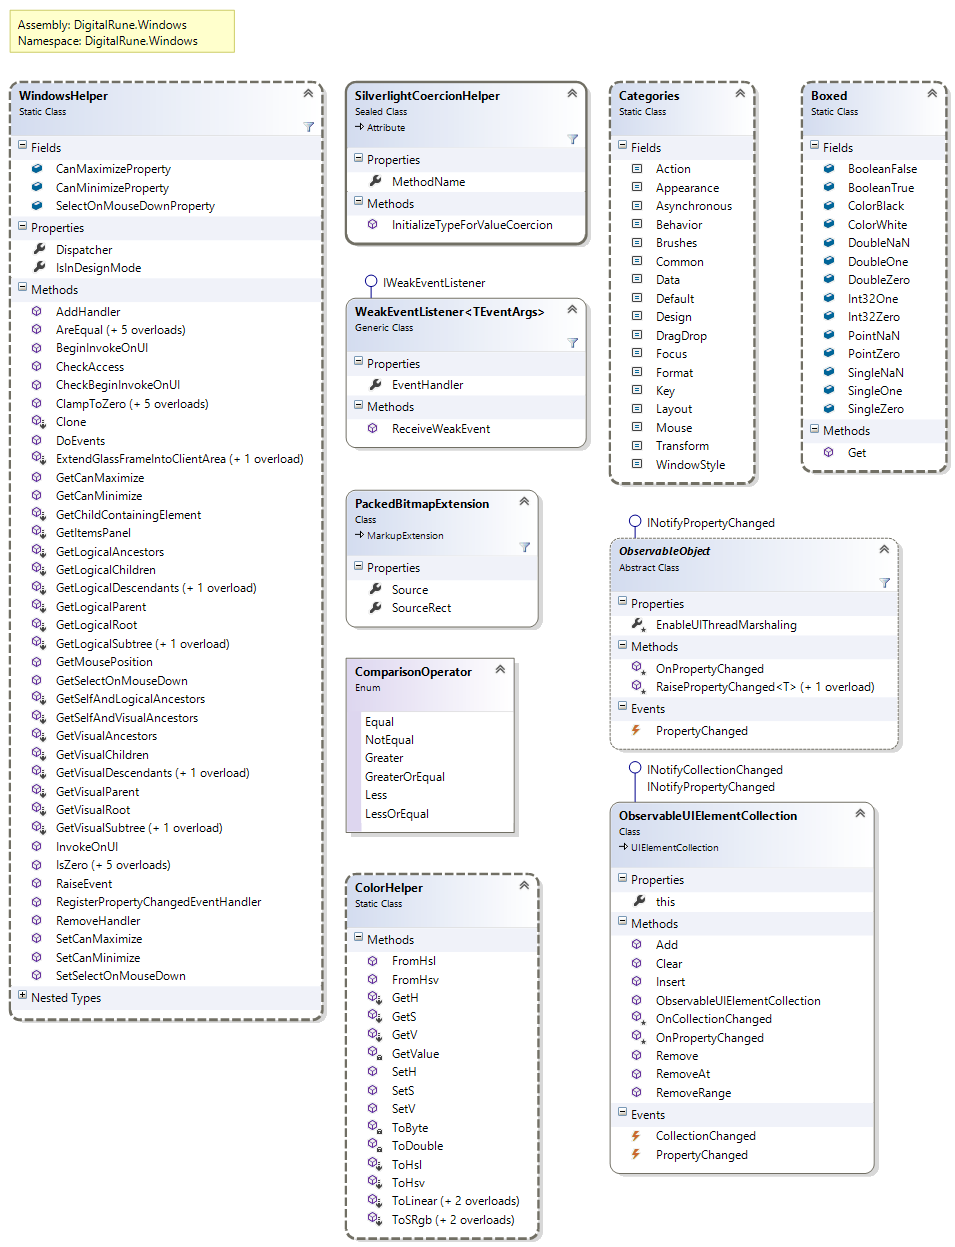 Assembly: DigitalRune.Windows
Namespace: DigitalRune.Windows
WindowsHelper
Static Class
Fields
CanMaximizeProperty
CanMinimizeProperty
SelectOnMouseDownProperty
Properties
Dispatcher
IsInDesignMode
Methods
AddHandler
AreEqual (+ 5 overloads)
BeginInvokeOnUI
CheckAccess
CheckBeginInvokeOnUI
ClampToZero (+ 5 overloads)
Clone
DoEvents
ExtendGlassFrameIntoClientArea (+ 1 overload)
GetCanMaximize
GetCanMinimize
GetChildContainingElement
GetItemsPanel
GetLogicalAncestors
GetLogicalChildren
GetLogicalDescendants (+ 1 overload)
GetLogicalParent
GetLogicalRoot
GetLogicalSubtree (+ 1 overload)
GetMousePosition
GetSelectOnMouseDown
GetSelfAndLogicalAncestors
GetSelfAndVisualAncestors
GetVisualAncestors
GetVisualChildren
GetVisualDescendants (+ 1 overload)
GetVisualParent
GetVisualRoot
GetVisualSubtree (+ 1 overload)
InvokeOnUI
IsZero (+ 5 overloads)
RaiseEvent
RegisterPropertyChangedEventHandler
RemoveHandler
SetCanMaximize
SetCanMinimize
SetSelectOnMouseDown
Nested Types
SilverlightCoercionHelper
Sealed Class
Attribute
Properties
MethodName
Methods
InitializeTypeForValueCoercion
IWeakEventListener
WeakEventListener<TEventArgs>
Generic Class
Properties
EventHandler
Methods
ReceiveWeakEvent
PackedBitmapExtension
Class
MarkupExtension
Properties
Source
SourceRect
ComparisonOperator
Enum
Equal
NotEqual
Greater
GreaterOrEqual
Less
LessOrEqual
ColorHelper
Static Class
Methods
FromHsl
FromHsv
GetH
GetS
GetV
GetValue
SetH
SetS
SetV
ToByte
ToDouble
ToHsl
ToHsv
ToLinear (+ 2 overloads)
ToSRgb (+ 2 overloads)
Categories
Static Class
Fields
Action
Appearance
Asynchronous
Behavior
Brushes
Common
Data
Default
Design
DragDrop
Focus
Format
Key
Layout
Mouse
Transform
WindowStyle
Boxed
Static Class
Fields
BooleanFalse
BooleanTrue
ColorBlack
ColorWhite
DoubleNaN
DoubleOne
DoubleZero
Int32One
Int32Zero
PointNaN
PointZero
SingleNaN
SingleOne
SingleZero
Methods
Get
INotifyPropertyChanged
ObservableObject
Abstract Class
Properties
EnableUIThreadMarshaling
Methods
OnPropertyChanged
RaisePropertyChanged<T> (+ 1 overload)
Events
PropertyChanged
INotifyCollectionChanged
INotifyPropertyChanged
ObservableUIElementCollection
Class
UIElementCollection
Properties
this
Methods
Add
Clear
Insert
ObservableUIElementCollection
OnCollectionChanged
OnPropertyChanged
Remove
RemoveAt
RemoveRange
Events
CollectionChanged
PropertyChanged